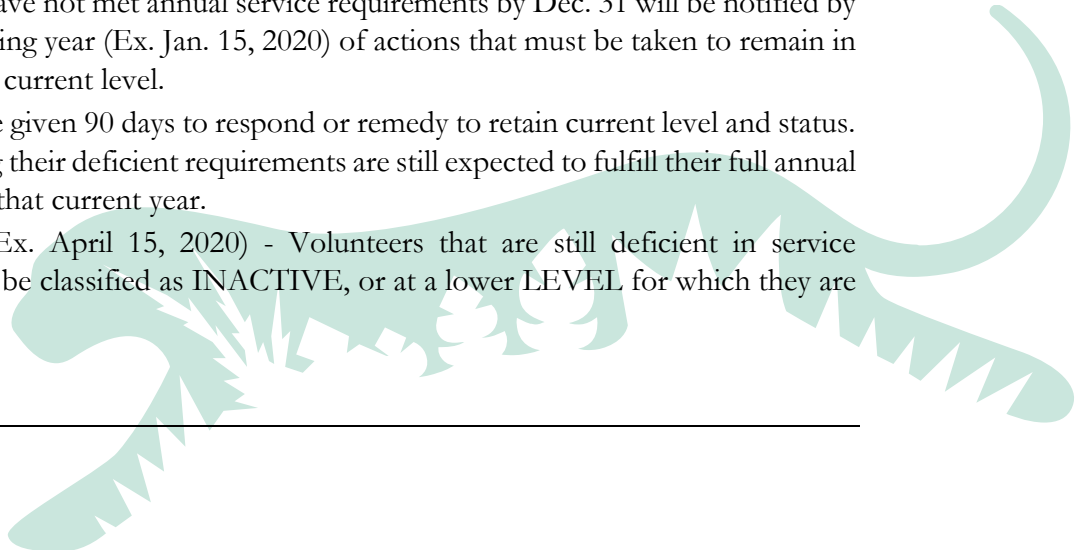 ave not met annual service requirements by Dec. 31 will be notified by
ing year (Ex. Jan. 15, 2020) of actions that must be taken to remain in
current level.
e given 90 days to respond or remedy to retain current level and status.
g their deficient requirements are still expected to fulfill their full annual
that current year.
Ex. April 15, 2020) - Volunteers that are still deficient in service
be classified as INACTIVE, or at a lower LEVEL for which they are